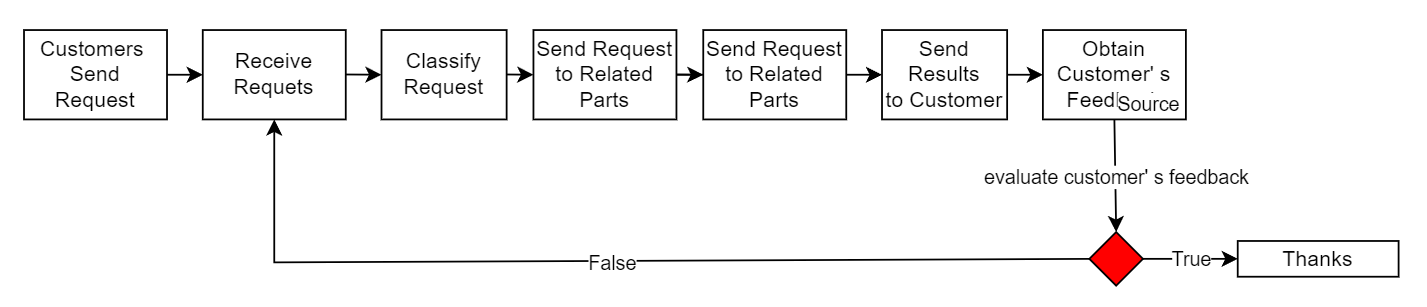 Customers
Send
Request
Receive
Requets
Classify
Request
Send Request
to Related
Parts
Send Request
to Related
Parts
Send
Results
to Customer
Obtain
Customer' s
Source
evaluate customer' s feedback
False
True
Thanks